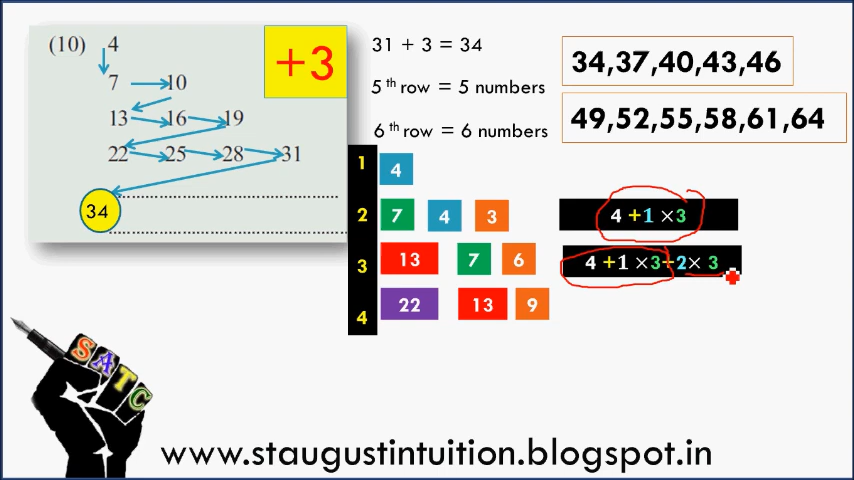 (10) 4
7 10
13 16 19
22 25 28 31
34
+3
31 + 3 = 34
5 th row = 5 numbers
6 th row = 6 numbers
34,37,40,43,46
49,52,55,58,61,64
1 4
2 7 4 3
3 13 7 6
4 22 13 9
4 +1 ×3
4 +1 ×3+2× 3
SATC
www.staugustintuition.blogspot.in